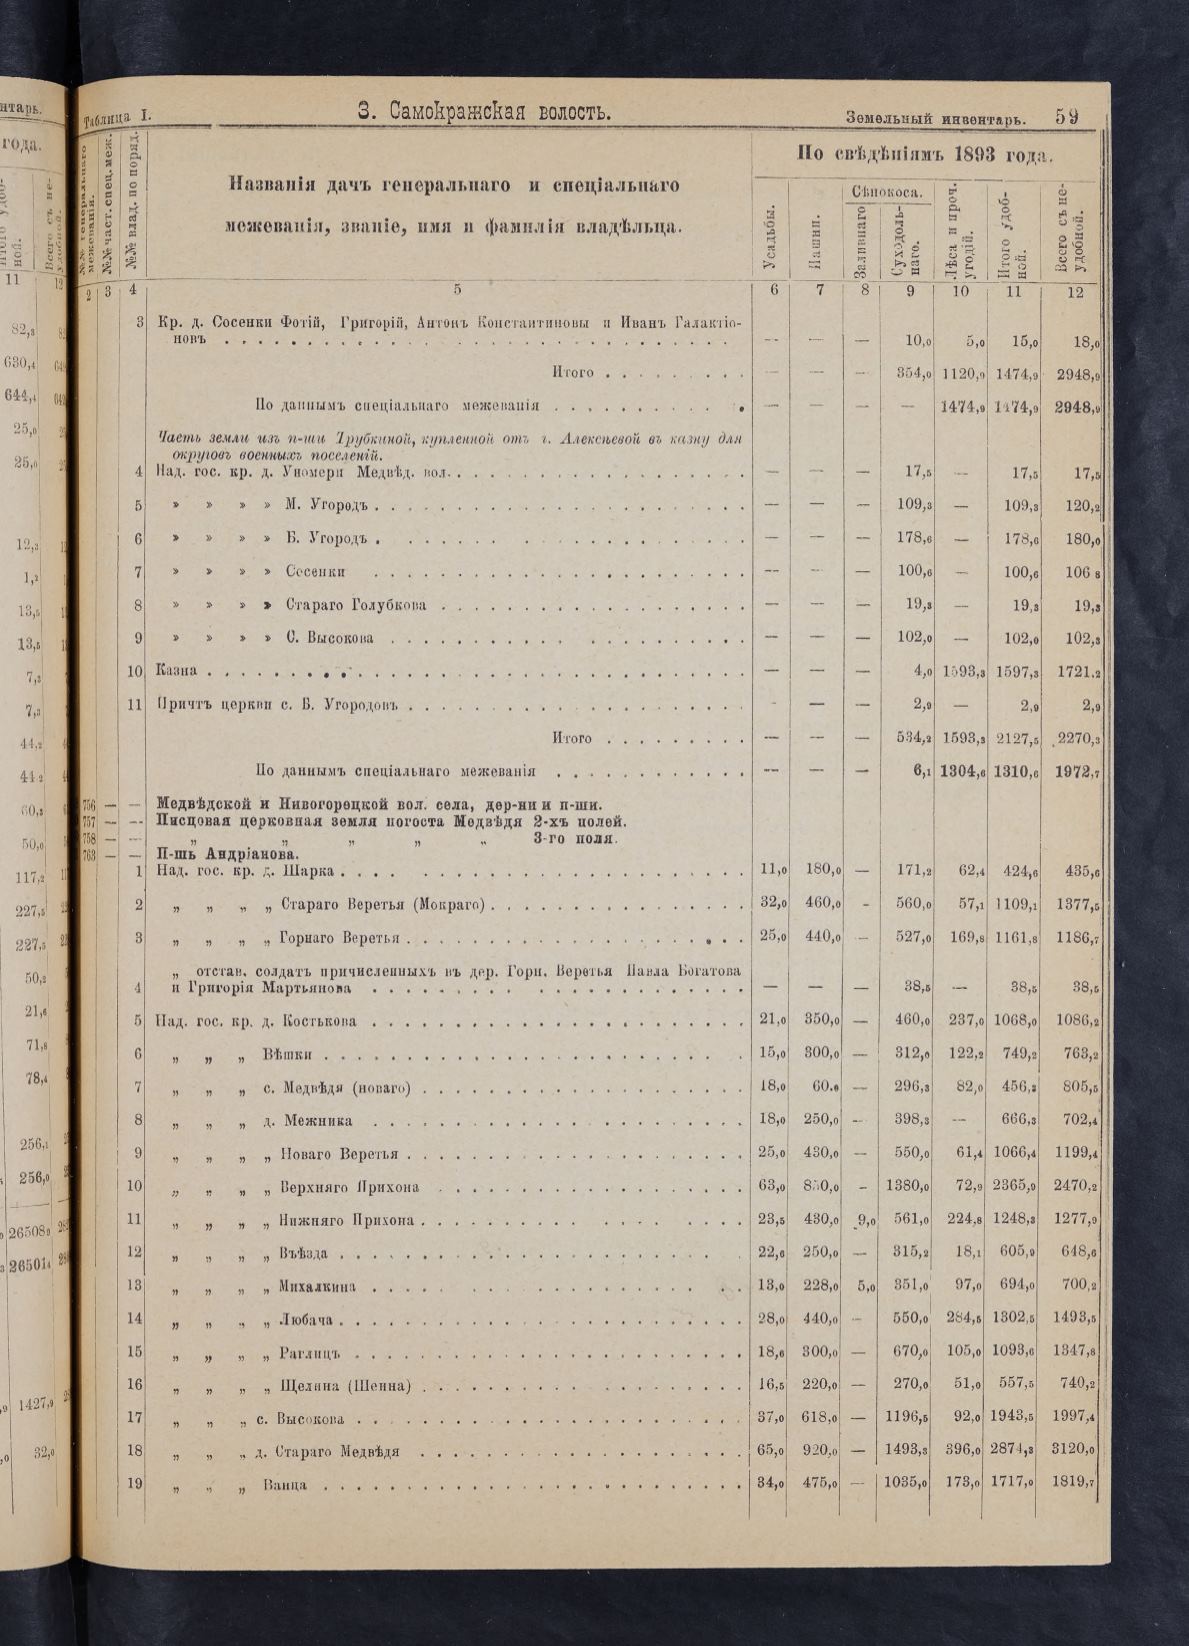 Таблица I.
3. Самокражская волость.
Земельный инвентарь. 59
№№ генеральнаго межеванія.
№№ част. спец. меж.
№№ влад. по поряд.
Названія дачъ генеральнаго и спеціальнаго
межеванія, званіе, имя и фамилія владѣльца.
По свѣдѣніямъ 1893 года.
Усадьбы.
Пашни.
Сѣнокоса.
Заливнаго
Суходоль-
наго.
Лѣса и проч.
угодій.
Итого удоб-
ной.
Всего съ не-
удобной.
2 3 4 5 6 7 8 9 10 11 12
3 Кр. д. Сосенки Фотій, Григорій, Антонъ Константиновы и Иванъ Галактіо-
новъ — — — 10,0 5,0 15,0 18,0
Итого — — — 354,0 1120,9 1474,9 2948,9
По даннымъ спеціальнаго межеванія — — — — 1474,9 1474,9 2948,9
Часть земли изъ п-ши Трубкиной, купленной отъ г. Алексѣевой въ казну для
округовъ военныхъ поселеній.
4 Над. гос. кр. д. Уномери Медвѣд. вол. — — — 17,5 — 17,5 17,5
5 » » » » М. Угородъ — — — 109,3 — 109,3 120,2
6 » » » » Б. Угородъ — — — 178,6 — 178,6 180,0
7 » » » » Сосенки — — — 100,6 — 100,6 106 8
8 » » » » Стараго Голубкова — — — 19,3 — 19,3 19,3
9 » » » » С. Высокова — — — 102,0 — 102,0 102,3
10 Казна — — — 4,0 1593,3 1597,3 1721,2
11 Причтъ церкви с. Б. Угородовъ - — — 2,9 — 2,9 2,9
Итого — — — 534,2 1593,3 2127,5 2270,3
По даннымъ спеціальнаго межеванія — — — 6,1 1304,6 1310,6 1972,7
756 — — Медвѣдской и Нивогорецкой вол. села, дер-ни и п-ши.
757 — — Писцовая церковная земля погоста Медвѣдя 2-хъ полей.
758 — — „ „ „ „ „ 3-го поля.
763 — — П-шь Андріанова.
1 Над. гос. кр. д. Шарка 11,0 180,0 — 171,2 62,4 424,6 435,6
2 „ „ „ „ Стараго Веретья (Мокраго) 32,0 460,0 - 560,0 57,1 1109,1 1377,5
3 „ „ „ „ Горнаго Веретья 25,0 440,0 — 527,0 169,8 1161,8 1186,7
„ отстав. солдатъ причисленныхъ въ дер. Горн. Веретья Павла Богатова
4 и Григорія Мартьянова — — — 38,5 — 38,5 38,5
5 Над. гос. кр. д. Костькова 21,0 350,0 — 460,0 237,0 1068,0 1086,2
6 „ „ „ Вѣшки 15,0 300,0 — 312,0 122,2 749,2 763,2
7 „ „ „ с. Медвѣдя (новаго) 18,0 60,0 — 296,3 82,0 456,3 805,5
8 „ „ „ д. Межника 18,0 250,0 — 398,3 — 666,3 702,4
9 „ „ „ „ Новаго Веретья 25,0 430,0 — 550,0 61,4 1066,4 1199,4
10 „ „ „ „ Верхняго Прихона 63,0 850,0 - 1380,0 72,9 2365,9 2470,2
11 „ „ „ „ Нижняго Прихона 23,5 430,0 9,0 561,0 224,8 1248,3 1277,9
12 „ „ „ „ Въѣзда 22,6 250,0 — 315,2 18,1 605,9 648,6
13 „ „ „ „ Михалкина 13,0 228,0 5,0 351,0 97,0 694,0 700,2
14 „ „ „ „ Любача 28,0 440,0 - 550,0 284,5 1302,5 1493,5
15 „ „ „ „ Раглицъ 18,6 300,0 — 670,0 105,0 1093,6 1347,8
16 „ „ „ „ Щелина (Шенна) 16,5 220,0 — 270,0 51,0 557,5 740,2
17 „ „ „ с. Высокова 37,0 618,0 — 1196,5 92,0 1943,5 1997,4
18 „ „ „ д. Стараго Медвѣдя 65,0 920,0 — 1493,3 396,0 2874,3 3120,0
19 „ „ „ Ванца 34,0 475,0 — 1035,0 173,0 1717,0 1819,7